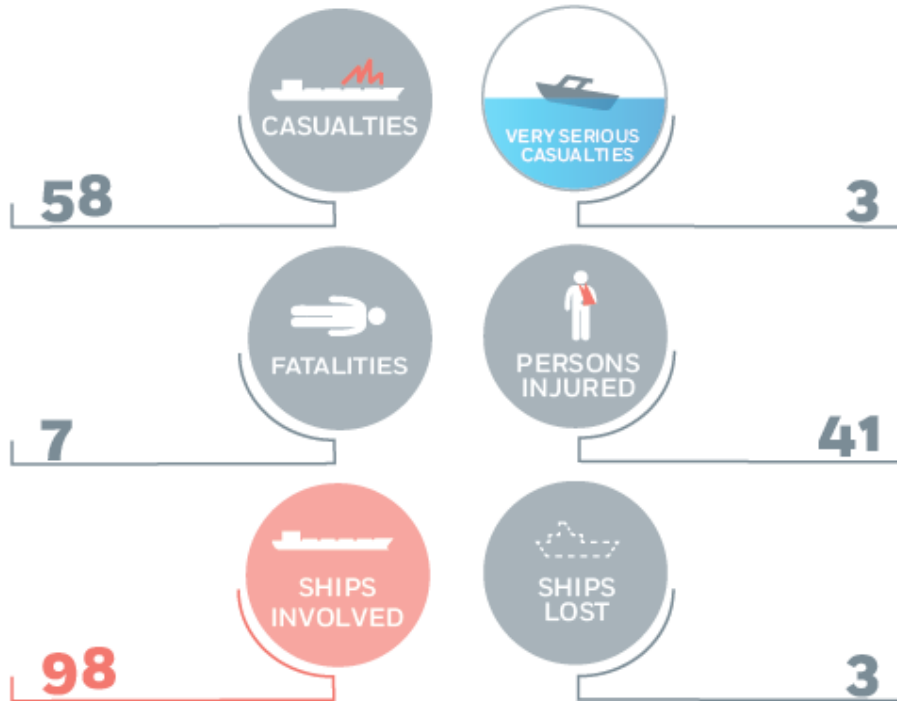 CASUALTIES
58
VERY SERIOUS
CASUALTIES
3
FATALITIES
7
PERSONS
INJURED
41
SHIPS
INVOLVED
98
SHIPS
LOST
3